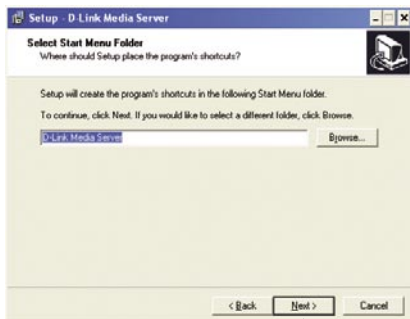 Setup - D-Link Media Server
Select Start Menu Folder
Where should Setup place the program's shortcuts?
Setup will create the program's shortcuts in the following Start Menu folder.
To continue, click Next. If you would like to select a different folder, click Browse.
D-Link Media Server
Browse...
< Back
Next >
Cancel